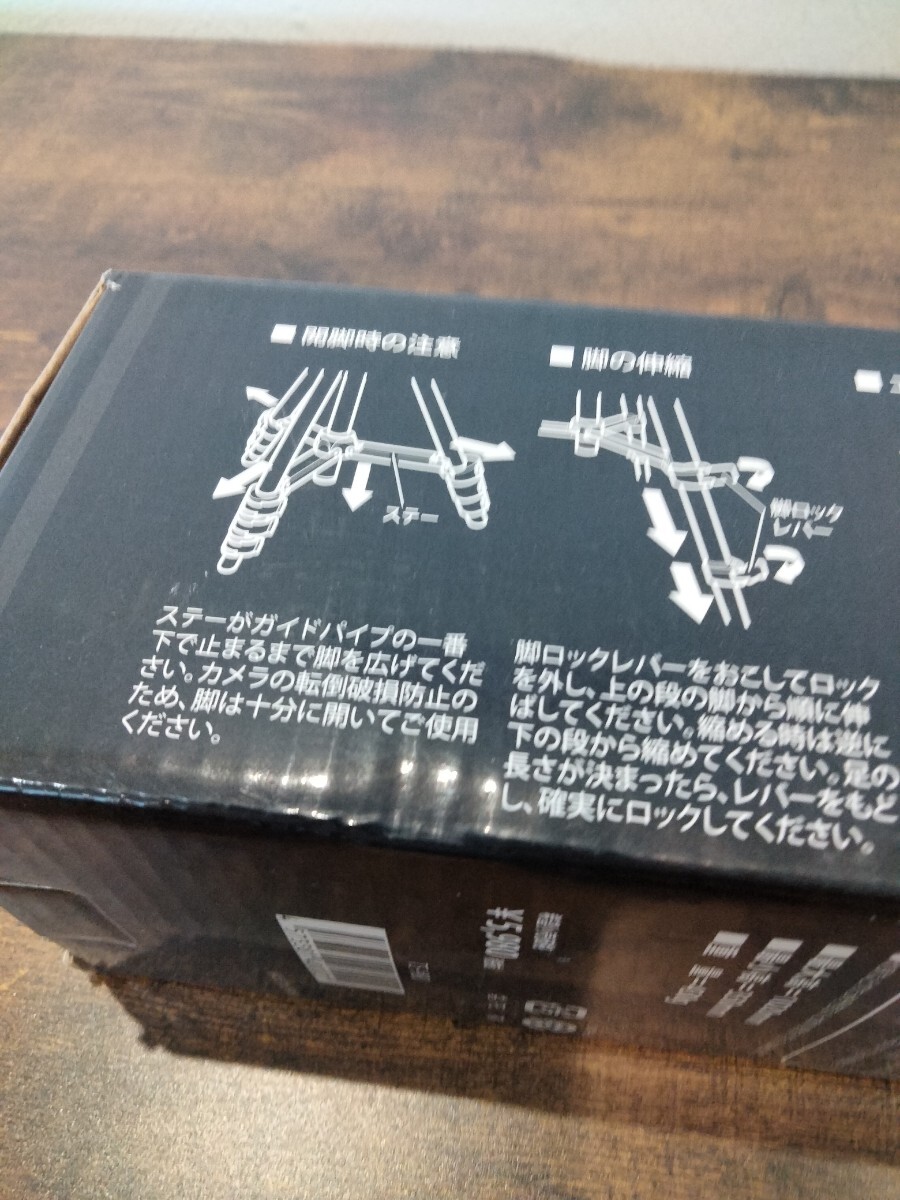 ■ 開脚時の注意
ステー
ステーがガイドパイプの一番
下で止まるまで脚を広げてくだ
さい。カメラの転倒破損防止の
ため、脚は十分に開いてご使用
ください。
■ 脚の伸縮
脚ロック
レバー
脚ロックレバーをおこしてロック
を外し、上の段の脚から順に伸
ばしてください。縮める時は逆に
下の段から縮めてください。足の
長さが決まったら、レバーをもど
し、確実にロックしてください。